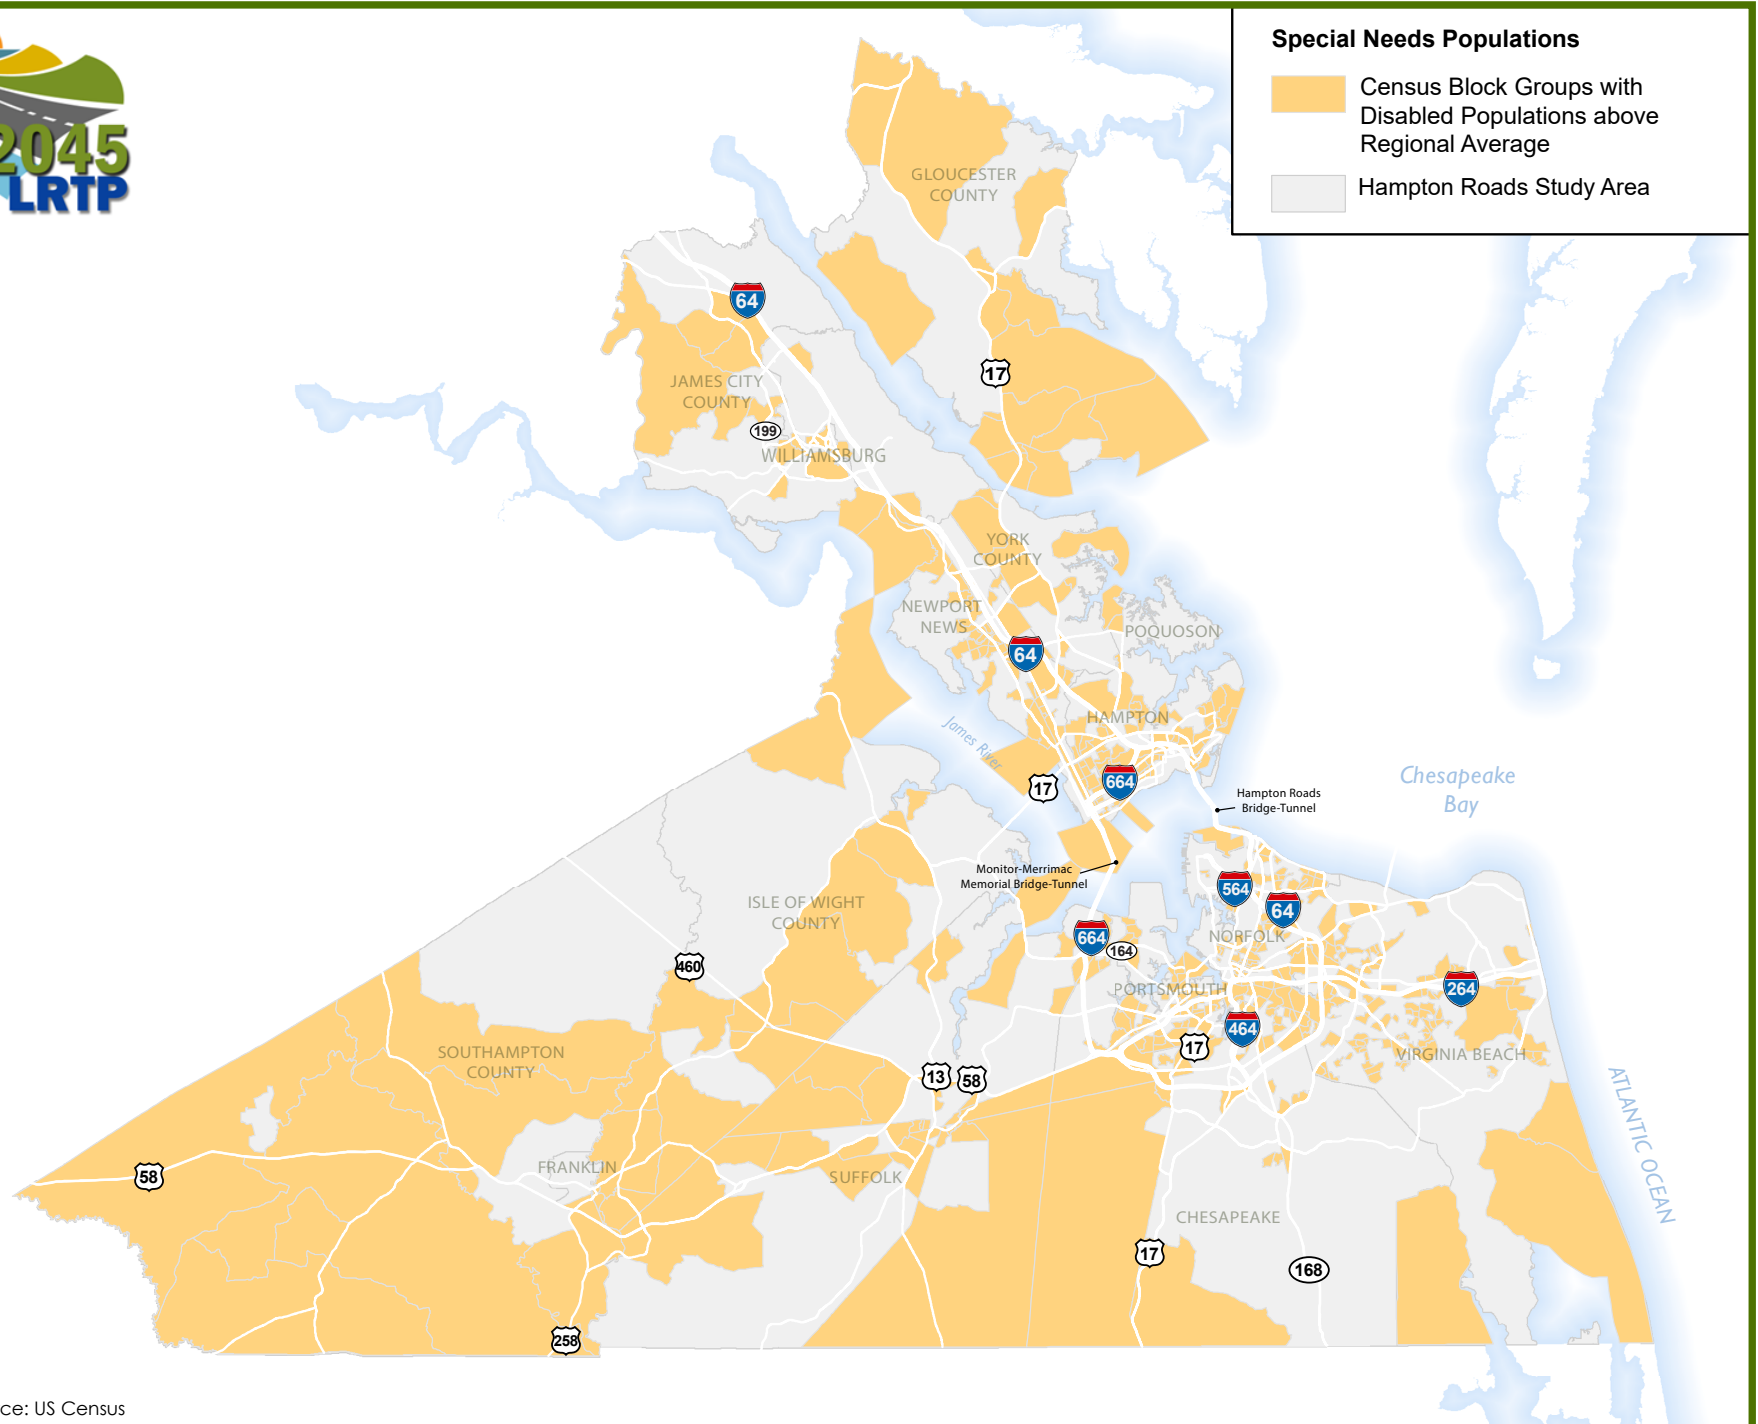 2045
LRTP
Special Needs Populations
Census Block Groups with
Disabled Populations above
Regional Average
Hampton Roads Study Area
GLOUCESTER
COUNTY
64
17
JAMES CITY
COUNTY
199
WILLIAMSBURG
YORK
COUNTY
NEWPORT
NEWS
POQUOSON
64
HAMPTON
James River
17
664
Hampton Roads
Bridge-Tunnel
Chesapeake
Bay
Monitor-Merrimac
Memorial Bridge-Tunnel
564
64
ISLE OF WIGHT
COUNTY
664
164
NORFOLK
460
PORTSMOUTH
264
464
17
VIRGINIA BEACH
SOUTHAMPTON
COUNTY
13
58
ATLANTIC OCEAN
58
FRANKLIN
SUFFOLK
CHESAPEAKE
17
168
258
ce: US Census